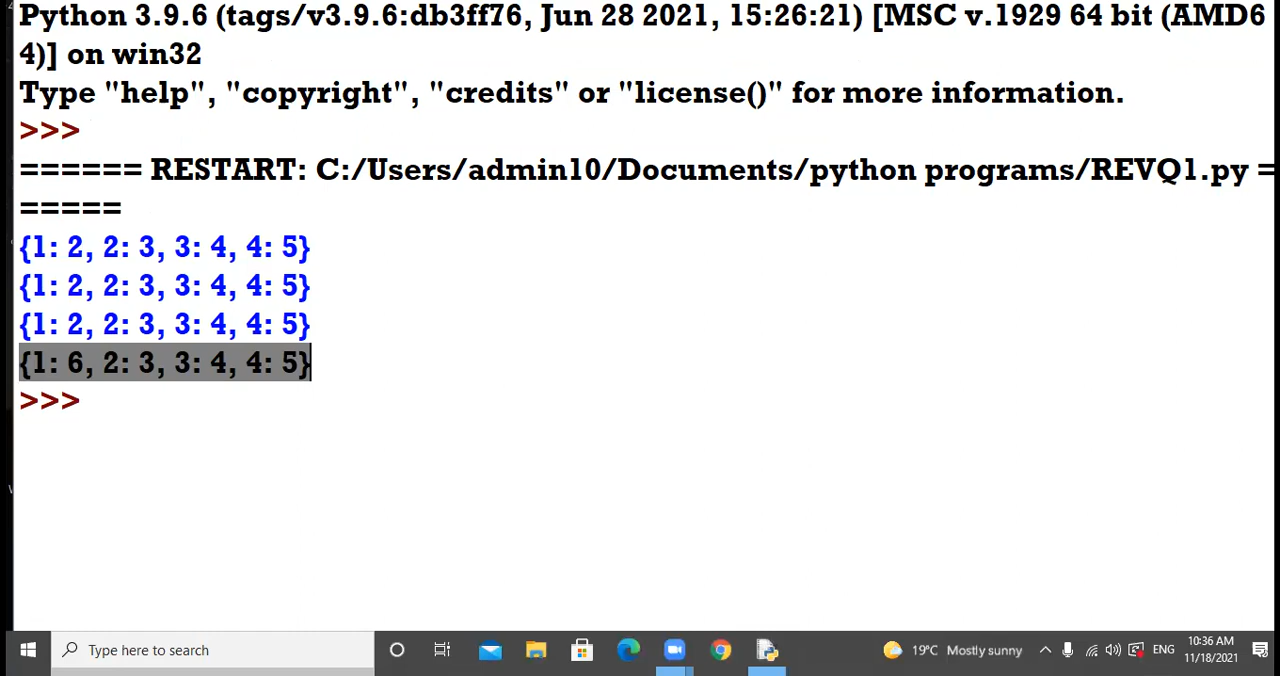 Python 3.9.6 (tags/v3.9.6:db3ff76, Jun 28 2021, 15:26:21) [MSC v.1929 64 bit (AMD6
4)] on win32
Type "help", "copyright", "credits" or "license()" for more information.
>>>
====== RESTART: C:/Users/admin10/Documents/python programs/REVQ1.py =
=====
{1: 2, 2: 3, 3: 4, 4: 5}
{1: 2, 2: 3, 3: 4, 4: 5}
{1: 2, 2: 3, 3: 4, 4: 5}
{1: 6, 2: 3, 3: 4, 4: 5}
>>>
Type here to search
19°C Mostly sunny
ENG
10:36 AM
11/18/2021